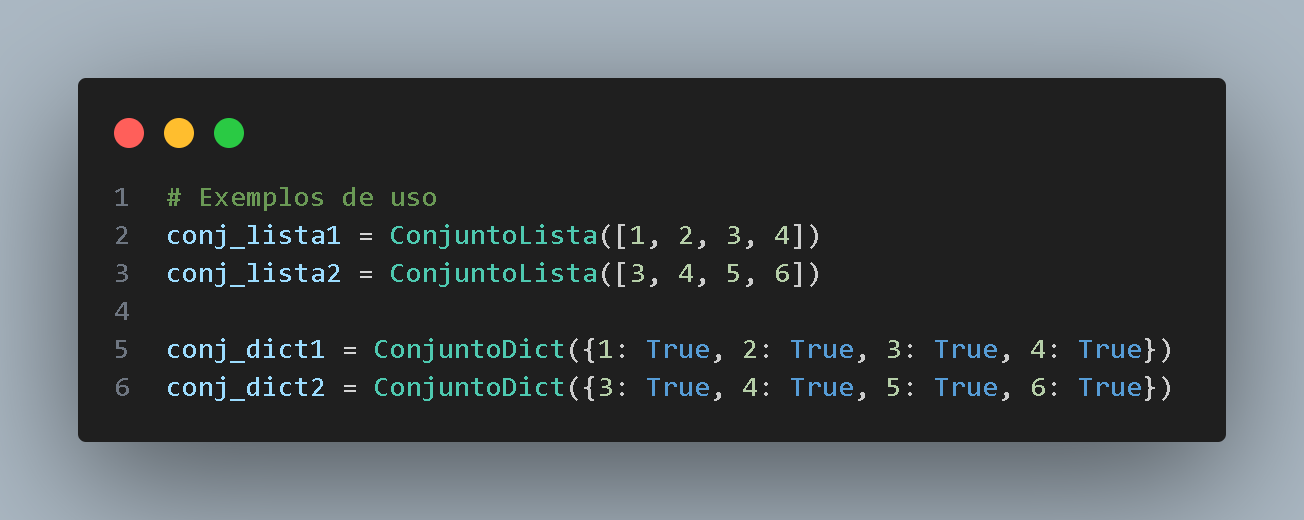 1 # Exemplos de uso
2 conj_lista1 = ConjuntoLista([1, 2, 3, 4])
3 conj_lista2 = ConjuntoLista([3, 4, 5, 6])
4
5 conj_dict1 = ConjuntoDict({1: True, 2: True, 3: True, 4: True})
6 conj_dict2 = ConjuntoDict({3: True, 4: True, 5: True, 6: True})